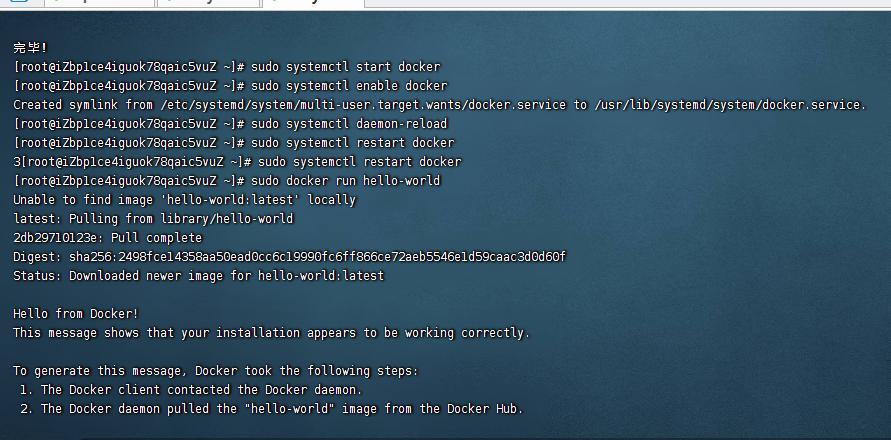 完毕!
[root@iZbp1ce4iguok78qaic5vuZ ~]# sudo systemctl start docker
[root@iZbp1ce4iguok78qaic5vuZ ~]# sudo systemctl enable docker
Created symlink from /etc/systemd/system/multi-user.target.wants/docker.service to /usr/lib/systemd/system/docker.service.
[root@iZbp1ce4iguok78qaic5vuZ ~]# sudo systemctl daemon-reload
[root@iZbp1ce4iguok78qaic5vuZ ~]# sudo systemctl restart docker
3[root@iZbp1ce4iguok78qaic5vuZ ~]# sudo systemctl restart docker
[root@iZbp1ce4iguok78qaic5vuZ ~]# sudo docker run hello-world
Unable to find image 'hello-world:latest' locally
latest: Pulling from library/hello-world
2db29710123e: Pull complete
Digest: sha256:2498fce14358aa50ead0cc6c19990fc6ff866ce72aeb5546e1d59caac3d0d60f
Status: Downloaded newer image for hello-world:latest
Hello from Docker!
This message shows that your installation appears to be working correctly.
To generate this message, Docker took the following steps:
1. The Docker client contacted the Docker daemon.
2. The Docker daemon pulled the "hello-world" image from the Docker Hub.